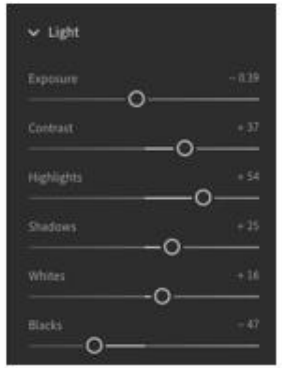 Light
Exposure − 0.39
Contrast + 37
Highlights + 54
Shadows + 25
Whites + 16
Blacks − 47